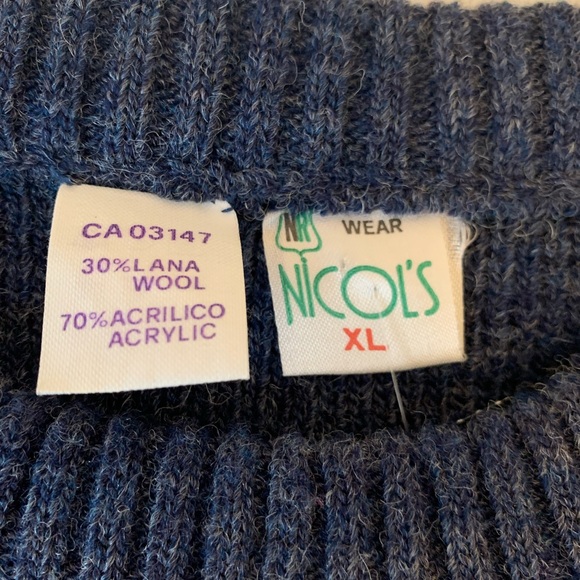 CA 03147
30% LANA
WOOL
70% ACRILICO
ACRYLIC
WEAR
NICOL'S
XL